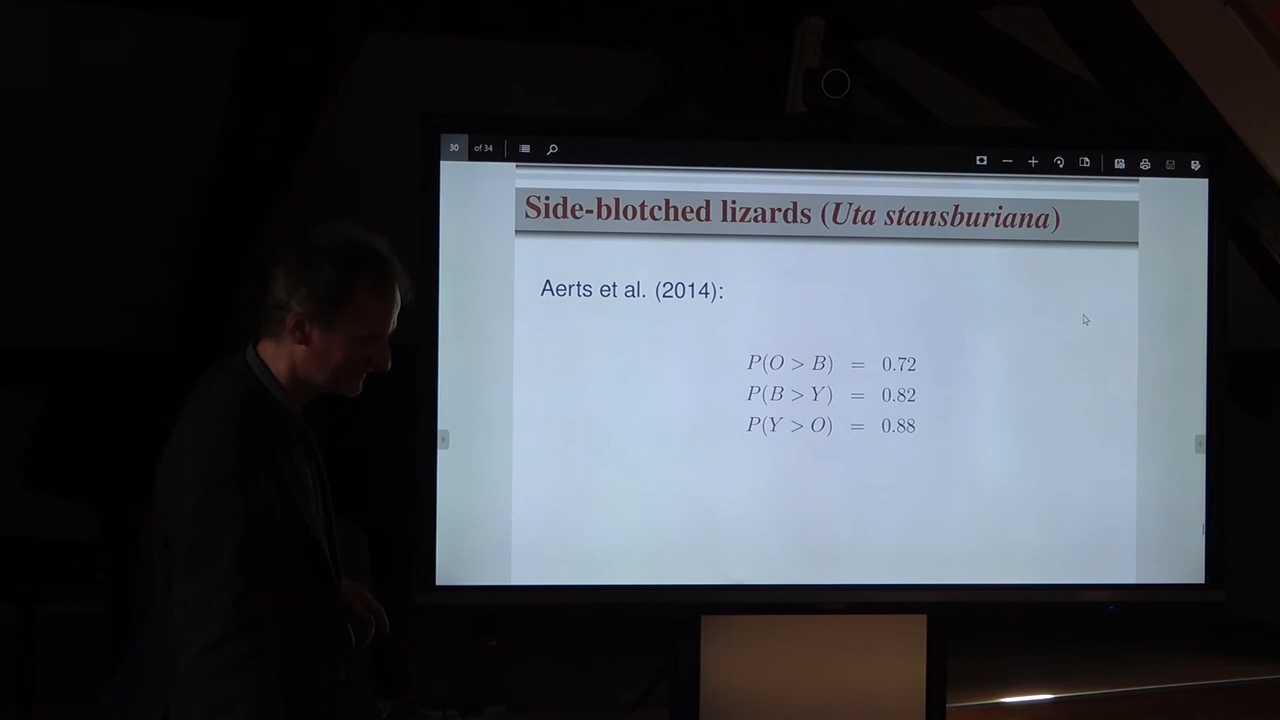 30 of 34
Side-blotched lizards (Uta stansburiana)
Aerts et al. (2014):
P(O > B) = 0.72
P(B > Y) = 0.82
P(Y > O) = 0.88